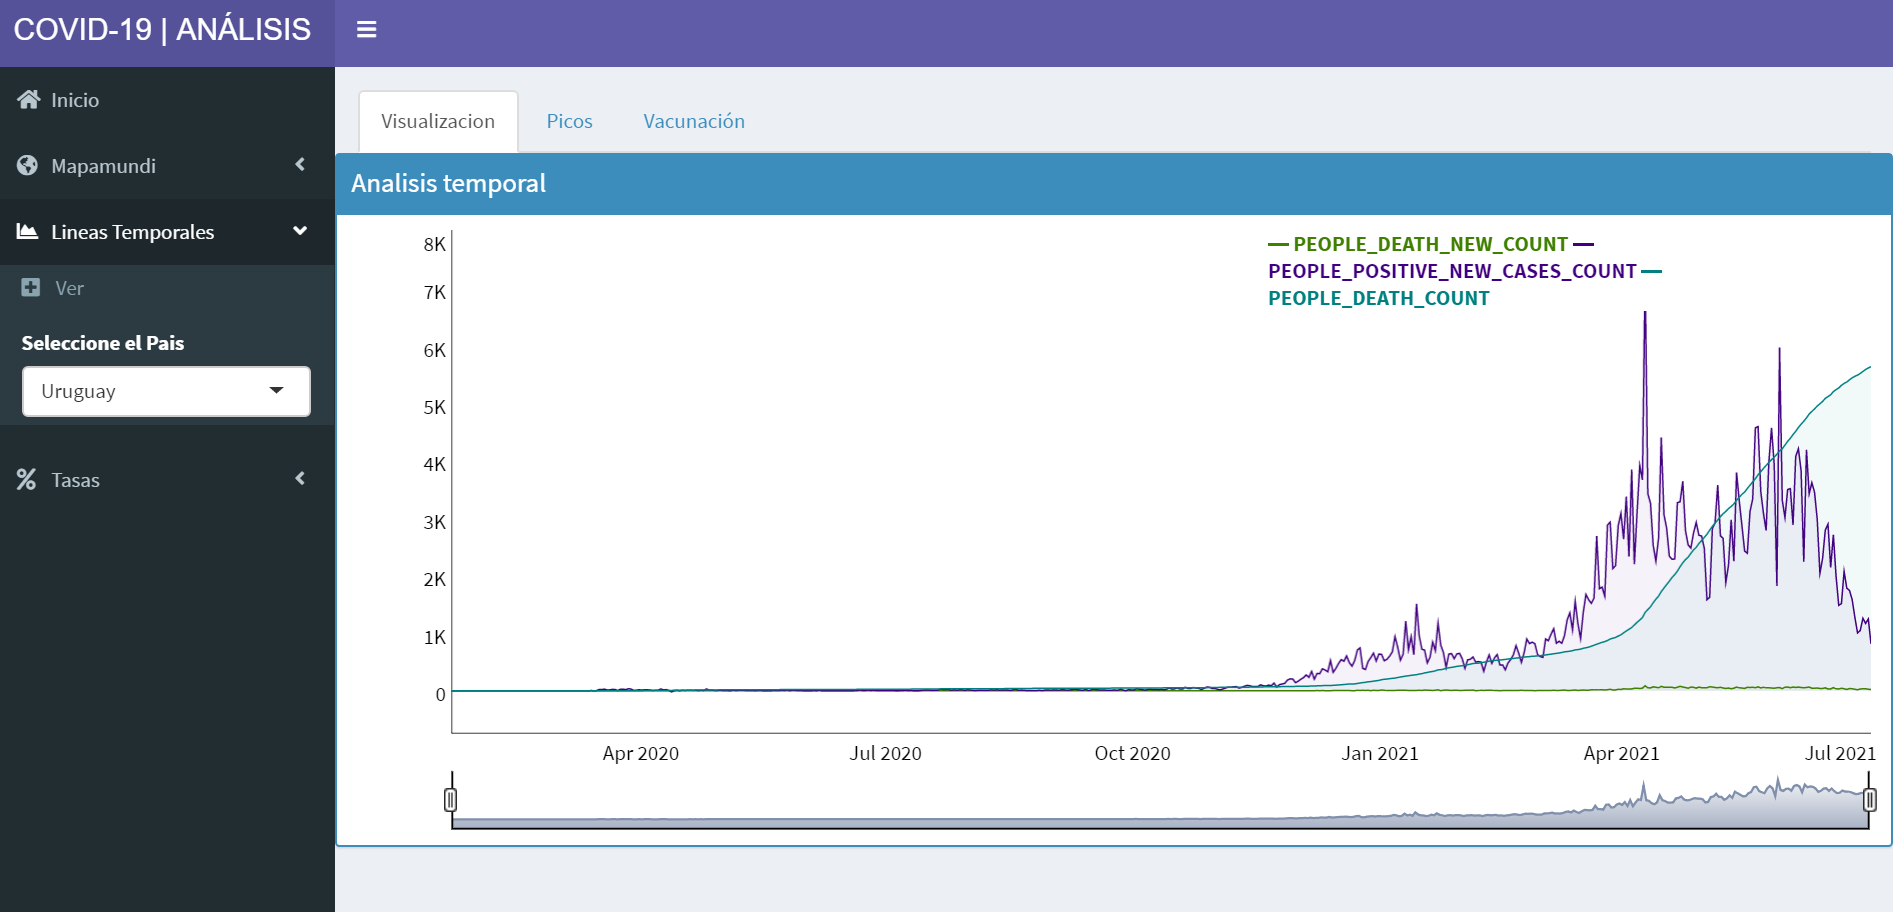 COVID-19 | ANÁLISIS
Inicio
Mapamundi
Lineas Temporales
Ver
Seleccione el Pais
Uruguay
Tasas
Visualizacion Picos Vacunación
Analisis temporal
PEOPLE_DEATH_NEW_COUNT
PEOPLE_POSITIVE_NEW_CASES_COUNT
PEOPLE_DEATH_COUNT
8K
7K
6K
5K
4K
3K
2K
1K
0
Apr 2020 Jul 2020 Oct 2020 Jan 2021 Apr 2021 Jul 2021